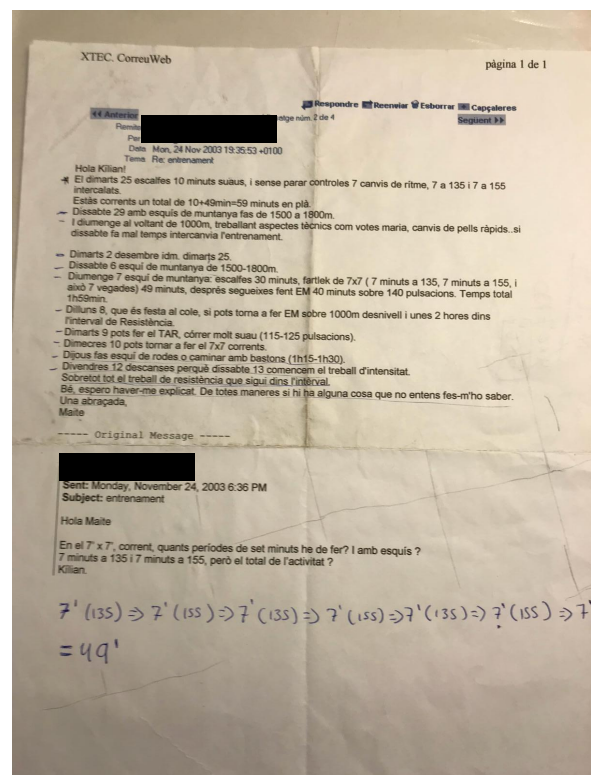 XTEC. CorreuWeb
pàgina 1 de 1
Respondre Reenviar Esborrar Capçaleres
Anterior
atge núm. 2 de 4
Següent
Remite
Per
Data Mon, 24 Nov 2003 19:35:53 +0100
Tema Re: entrenament
Hola Kilian!
* El dimarts 25 escalfes 10 minuts suaus, i sense parar controles 7 canvis de ritme, 7 a 135 i 7 a 155
intercalats.
Estàs corrents un total de 10+49min=59 minuts en plà.
– Dissabte 29 amb esquís de muntanya fas de 1500 a 1800m.
– I diumenge al voltant de 1000m, treballant aspectes tècnics com votes maria, canvis de pells ràpids..si
dissabte fa mal temps intercanvia l'entrenament.
– Dimarts 2 desembre idm. dimarts 25.
– Dissabte 6 esquí de muntanya de 1500-1800m.
– Diumenge 7 esquí de muntanya: escalfes 30 minuts, fartlek de 7x7 ( 7 minuts a 135, 7 minuts a 155, i
això 7 vegades) 49 minuts, després segueixes fent EM 40 minuts sobre 140 pulsacions. Temps total
1h59min.
– Dilluns 8, que és festa al cole, si pots torna a fer EM sobre 1000m desnivell i unes 2 hores dins
l'interval de Resistència.
– Dimarts 9 pots fer el TAR, córrer molt suau (115-125 pulsacions).
– Dimecres 10 pots tornar a fer el 7x7 corrents.
– Dijous fas esquí de rodes o caminar amb bastons (1h15-1h30).
– Divendres 12 descanses perquè dissabte 13 comencem el treball d'intensitat.
Sobretot tot el treball de resistència que sigui dins l'intèrval.
Bé, espero haver-me explicat. De totes maneres si hi ha alguna cosa que no entens fes-m'ho saber.
Una abraçada,
Maite
----- Original Message -----
Sent: Monday, November 24, 2003 6:36 PM
Subject: entrenament
Hola Maite
En el 7' x 7', corrent, quants períodes de set minuts he de fer? I amb esquís ?
7 minuts a 135 i 7 minuts a 155, però el total de l'activitat ?
Kilian.
7' (135) => 7' (155) => 7' (135) => 7' (155) => 7' (135) => 7' (155) => 7'
= 49'